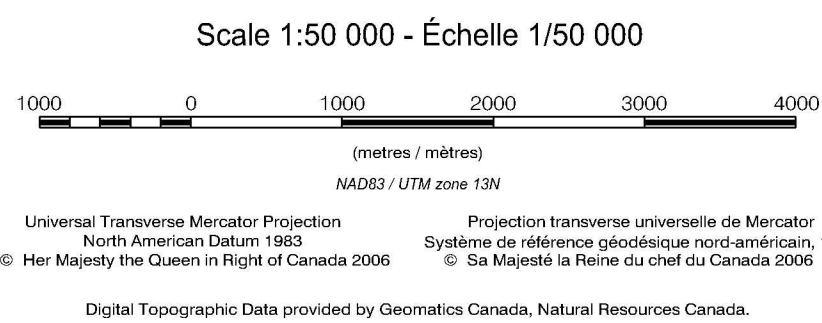 Scale 1:50 000 - Échelle 1/50 000
1000 0 1000 2000 3000 4000
(metres / mètres)
NAD83 / UTM zone 13N
Universal Transverse Mercator Projection
North American Datum 1983
© Her Majesty the Queen in Right of Canada 2006
Projection transverse universelle de Mercator
Système de référence géodésique nord-américain,
© Sa Majesté la Reine du chef du Canada 2006
Digital Topographic Data provided by Geomatics Canada, Natural Resources Canada.